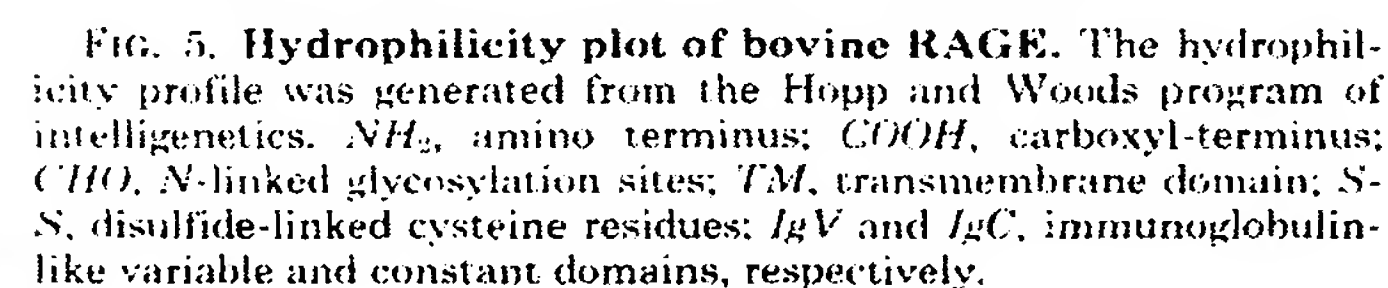 FIG. 5. Hydrophilicity plot of bovine RAGE. The hydrophil-
icity profile was generated from the Hopp and Woods program of
intelligenetics. NH₂, amino terminus; COOH, carboxyl-terminus;
CHO, N-linked glycosylation sites; TM, transmembrane domain; S-
S, disulfide-linked cysteine residues; IgV and IgC, immunoglobulin-
like variable and constant domains, respectively.